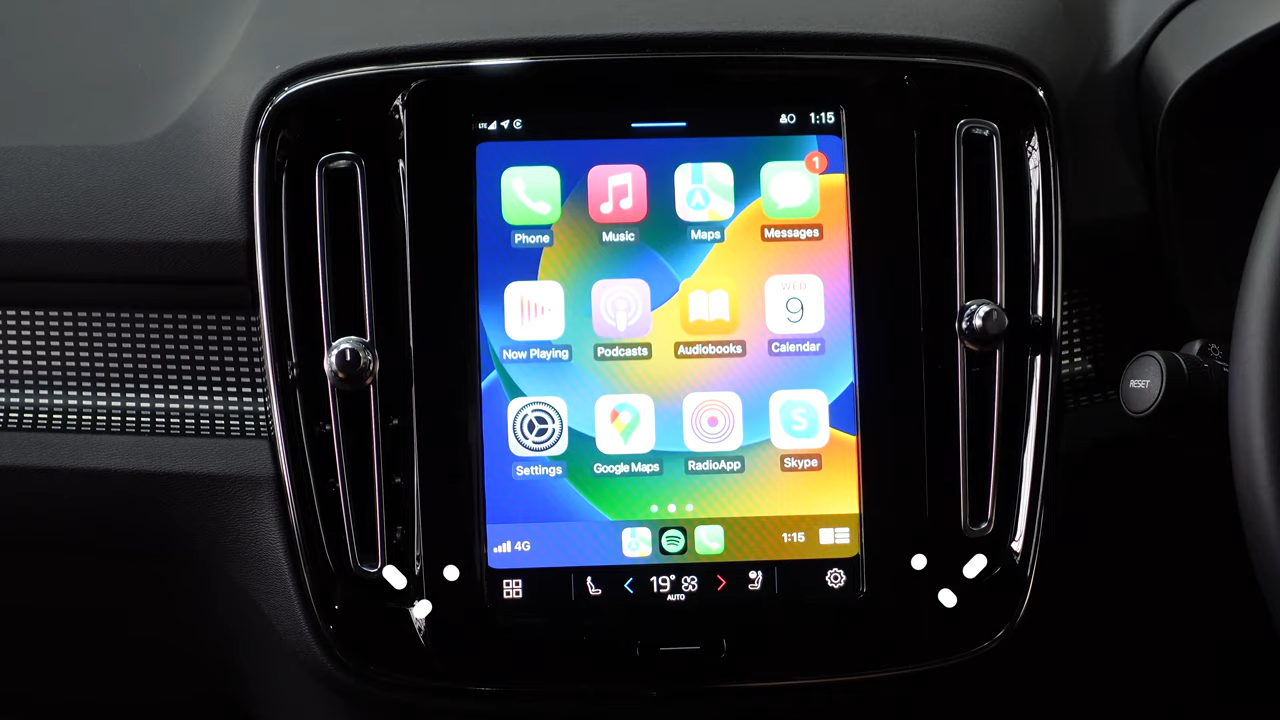 LTE 1:15
1
Phone Music Maps Messages
WED
9
Now Playing Podcasts Audiobooks Calendar
RESET
Settings Google Maps RadioApp Skype
4G 1:15
19°
AUTO